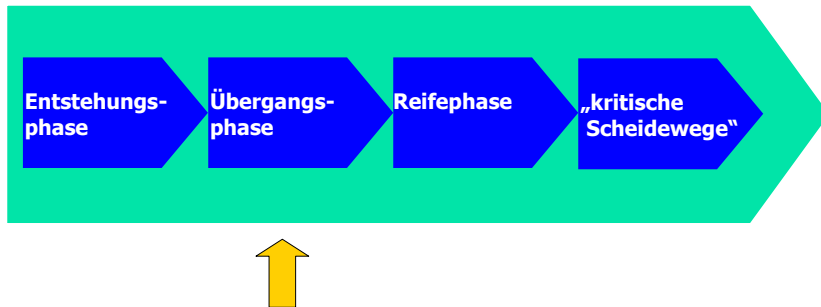 Entstehungs-
phase
Übergangs-
phase
Reifephase
„kritische
Scheidewege“